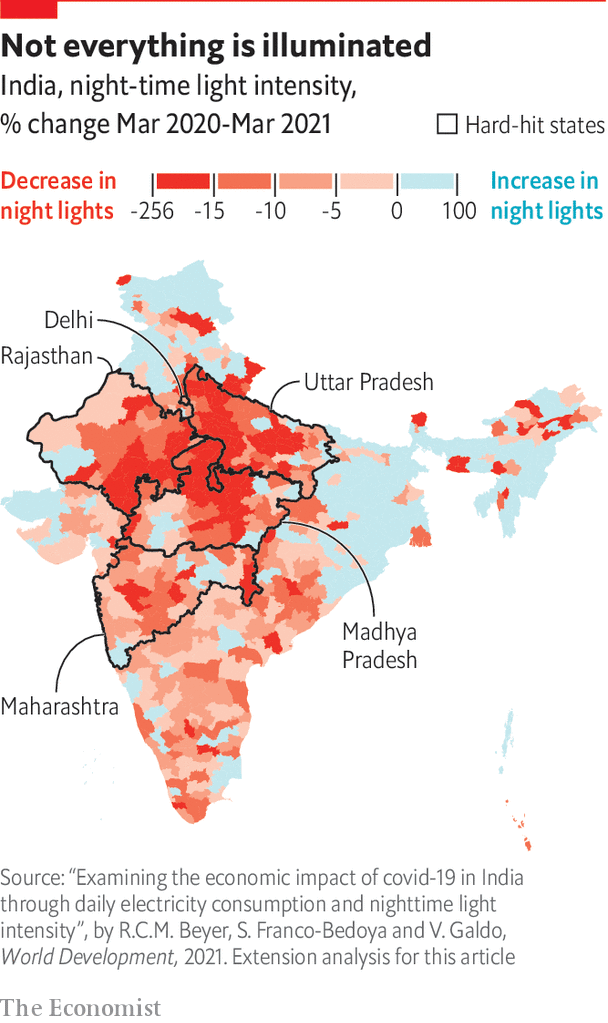 Not everything is illuminated
India, night-time light intensity,
% change Mar 2020-Mar 2021
Hard-hit states
Decrease in
night lights
-256 -15 -10 -5 0 100
Increase in
night lights
Delhi
Rajasthan
Uttar Pradesh
Madhya
Pradesh
Maharashtra
Source: “Examining the economic impact of covid-19 in India
through daily electricity consumption and nighttime light
intensity”, by R.C.M. Beyer, S. Franco-Bedoya and V. Galdo,
World Development, 2021. Extension analysis for this article
The Economist